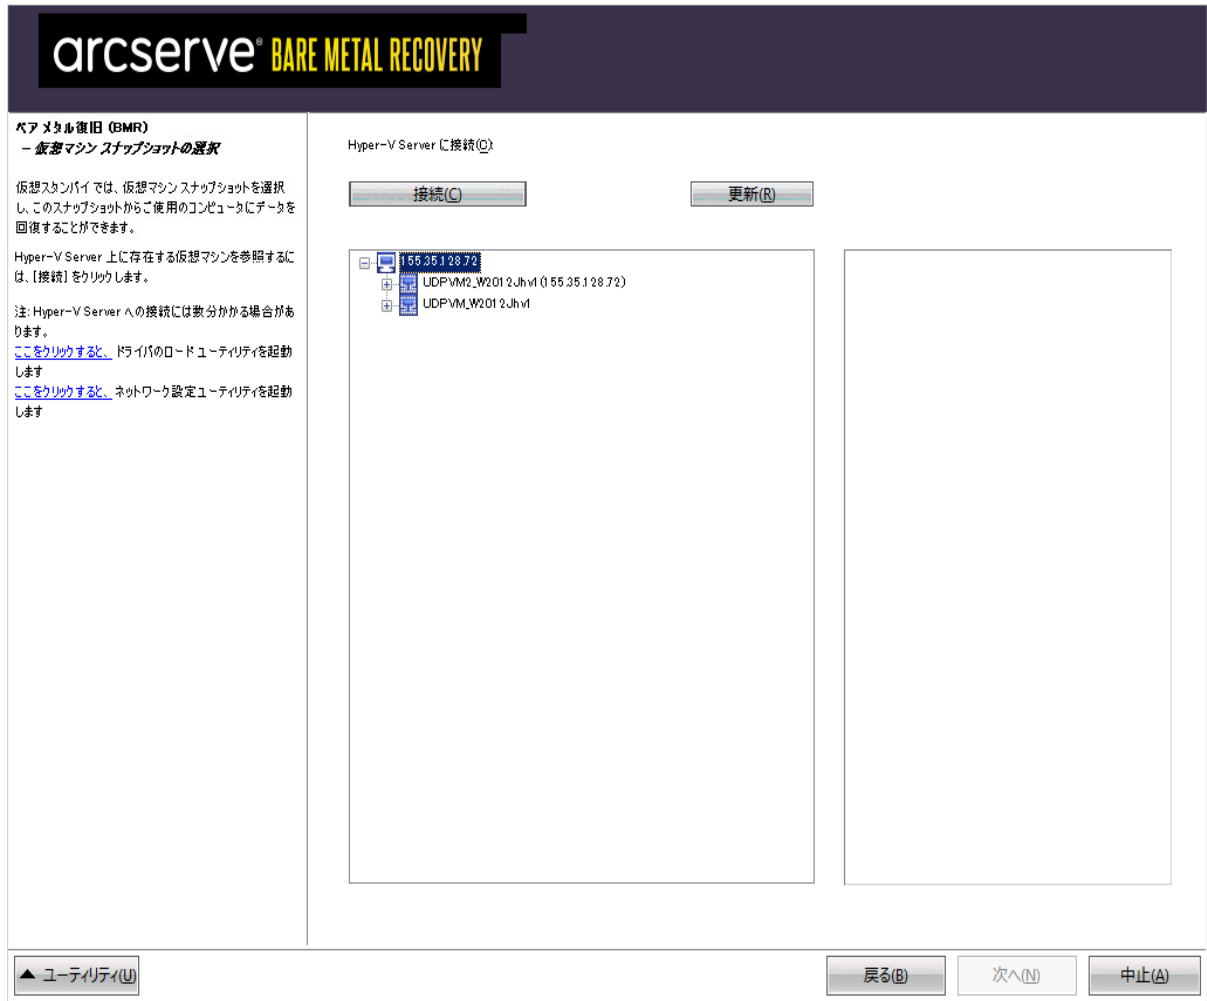 arcserve® BARE METAL RECOVERY
ベア メタル復旧 (BMR)
- 仮想マシン スナップショットの選択
仮想スタンバイ では、仮想マシン スナップショットを選択
し、このスナップショットからご使用のコンピュータにデータを
回復することができます。
Hyper-V Server 上に存在する仮想マシンを参照するに
は、[接続] をクリックします。
注: Hyper-V Server への接続には数分かかる場合があ
ります。
ここをクリックすると、 ドライバのロード ユーティリティを起動
します
ここをクリックすると、 ネットワーク設定ユーティリティを起動
します
Hyper-V Server に接続(C):
接続(C)
更新(R)
155.35.128.72
UDPVM2_W2012Jhv1 (155.35.128.72)
UDPVM_W2012Jhv1
▲ ユーティリティ(U)
戻る(B)
次へ(N)
中止(A)